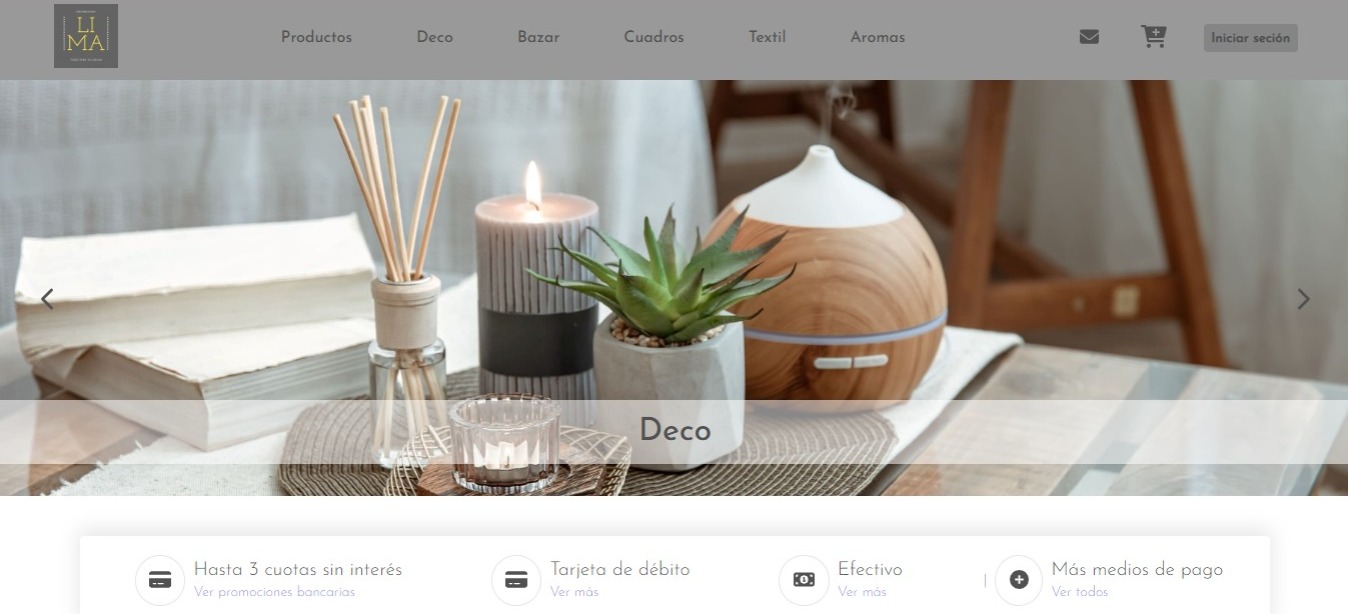 LI
MA
Productos
Deco
Bazar
Cuadros
Textil
Aromas
Iniciar seción
Deco
Hasta 3 cuotas sin interés
Ver promociones bancarias
Tarjeta de débito
Ver más
Efectivo
Ver más
Más medios de pago
Ver todos